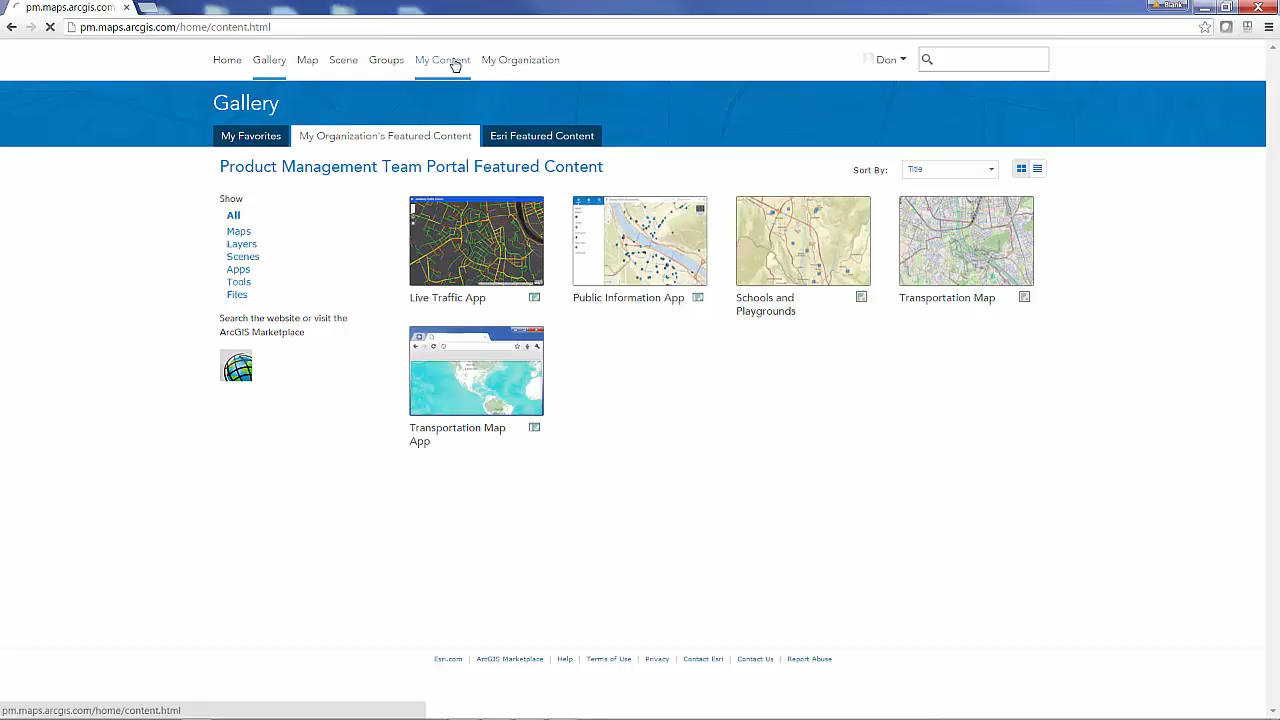 pm.maps.arcgis.com
Blank
pm.maps.arcgis.com/home/content.html
Home Gallery Map Scene Groups My Content My Organization Don
Gallery
My Favorites My Organization's Featured Content Esri Featured Content
Product Management Team Portal Featured Content
Sort By: Title
Show
All
Maps
Layers
Scenes
Apps
Tools
Files
Search the website or visit the
ArcGIS Marketplace
Live Traffic App
Public Information App
Schools and
Playgrounds
Transportation Map
Transportation Map
App
Esri.com | ArcGIS Marketplace | Help | Terms of Use | Privacy | Contact Esri | Contact Us | Report Abuse
pm.maps.arcgis.com/home/content.html